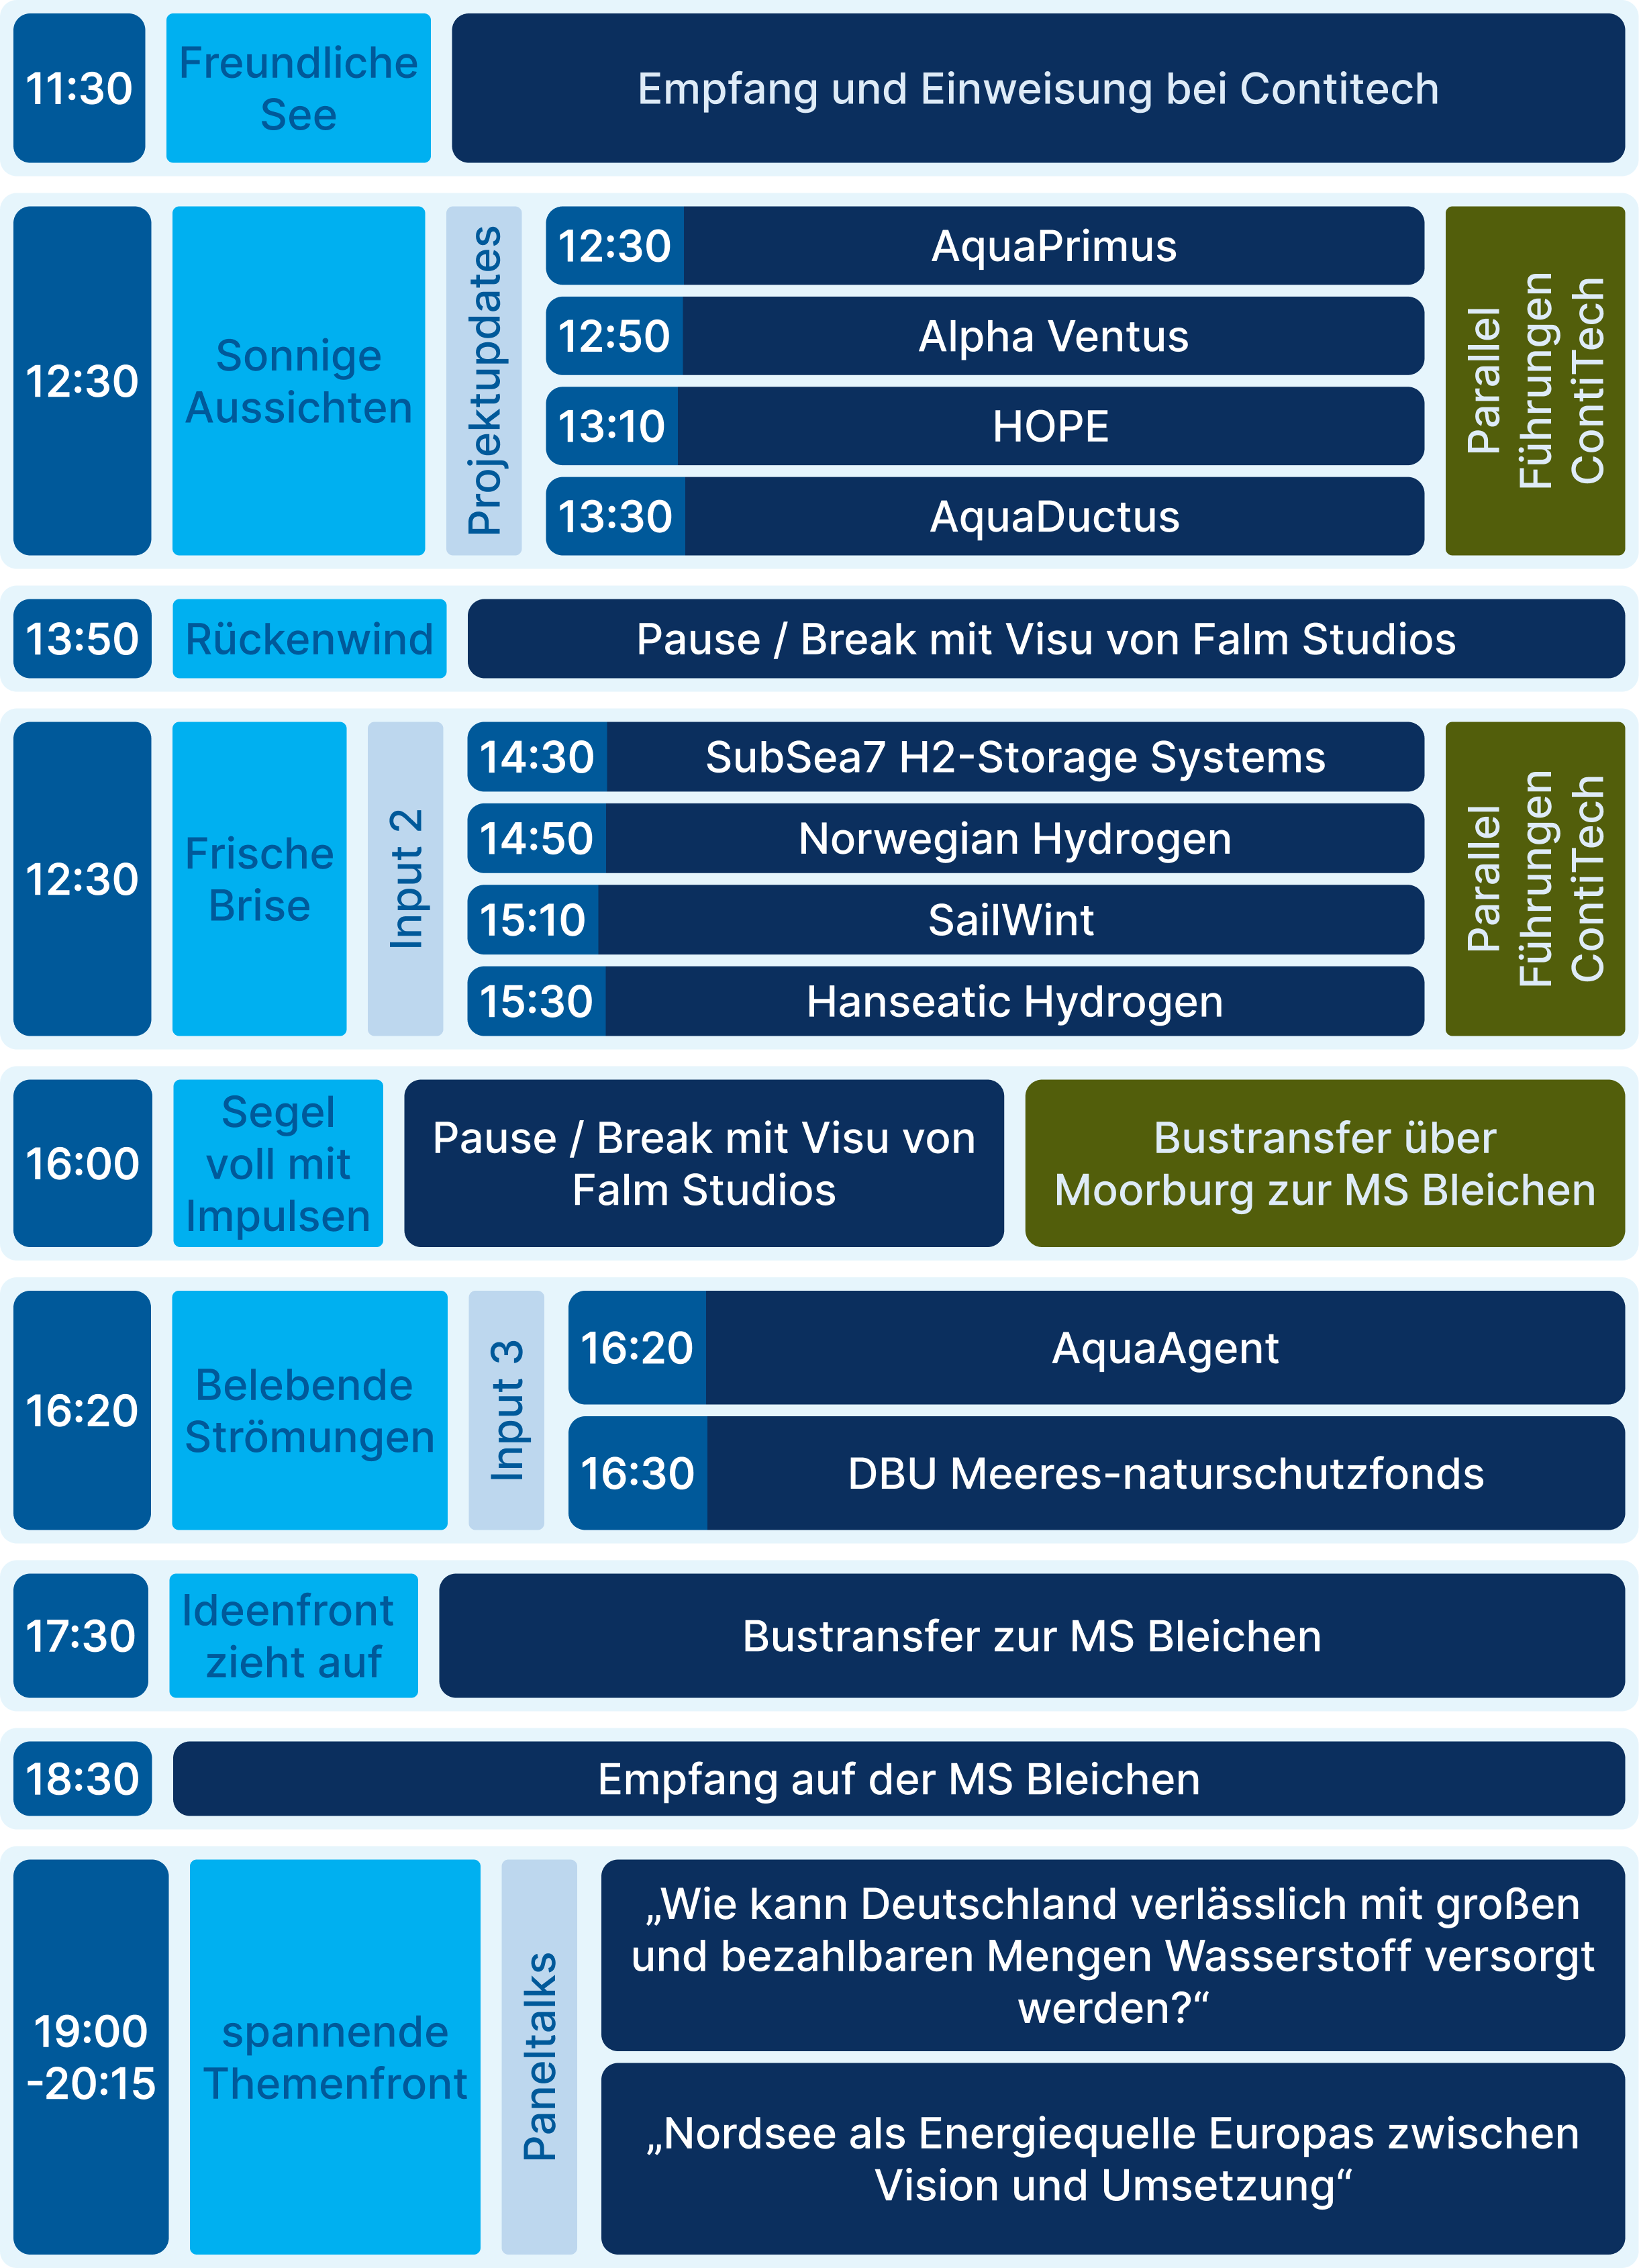 11:30
Freundliche
See
Empfang und Einweisung bei Contitech
12:30
Sonnige
Aussichten
Projektupdates
12:30
AquaPrimus
12:50
Alpha Ventus
13:10
HOPE
13:30
AquaDuctus
Parallel
Führungen
ContiTech
13:50
Rückenwind
Pause / Break mit Visu von Falm Studios
12:30
Frische
Brise
Input 2
14:30
SubSea7 H2-Storage Systems
14:50
Norwegian Hydrogen
15:10
SailWint
15:30
Hanseatic Hydrogen
Parallel
Führungen
ContiTech
16:00
Segel
voll mit
Impulsen
Pause / Break mit Visu von
Falm Studios
Bustransfer über
Moorburg zur MS Bleichen
16:20
Belebende
Strömungen
Input 3
16:20
AquaAgent
16:30
DBU Meeres-naturschutzfonds
17:30
Ideenfront
zieht auf
Bustransfer zur MS Bleichen
18:30
Empfang auf der MS Bleichen
19:00
-20:15
spannende
Themenfront
Paneltalks
„Wie kann Deutschland verlässlich mit großen
und bezahlbaren Mengen Wasserstoff versorgt
werden?“
„Nordsee als Energiequelle Europas zwischen
Vision und Umsetzung“